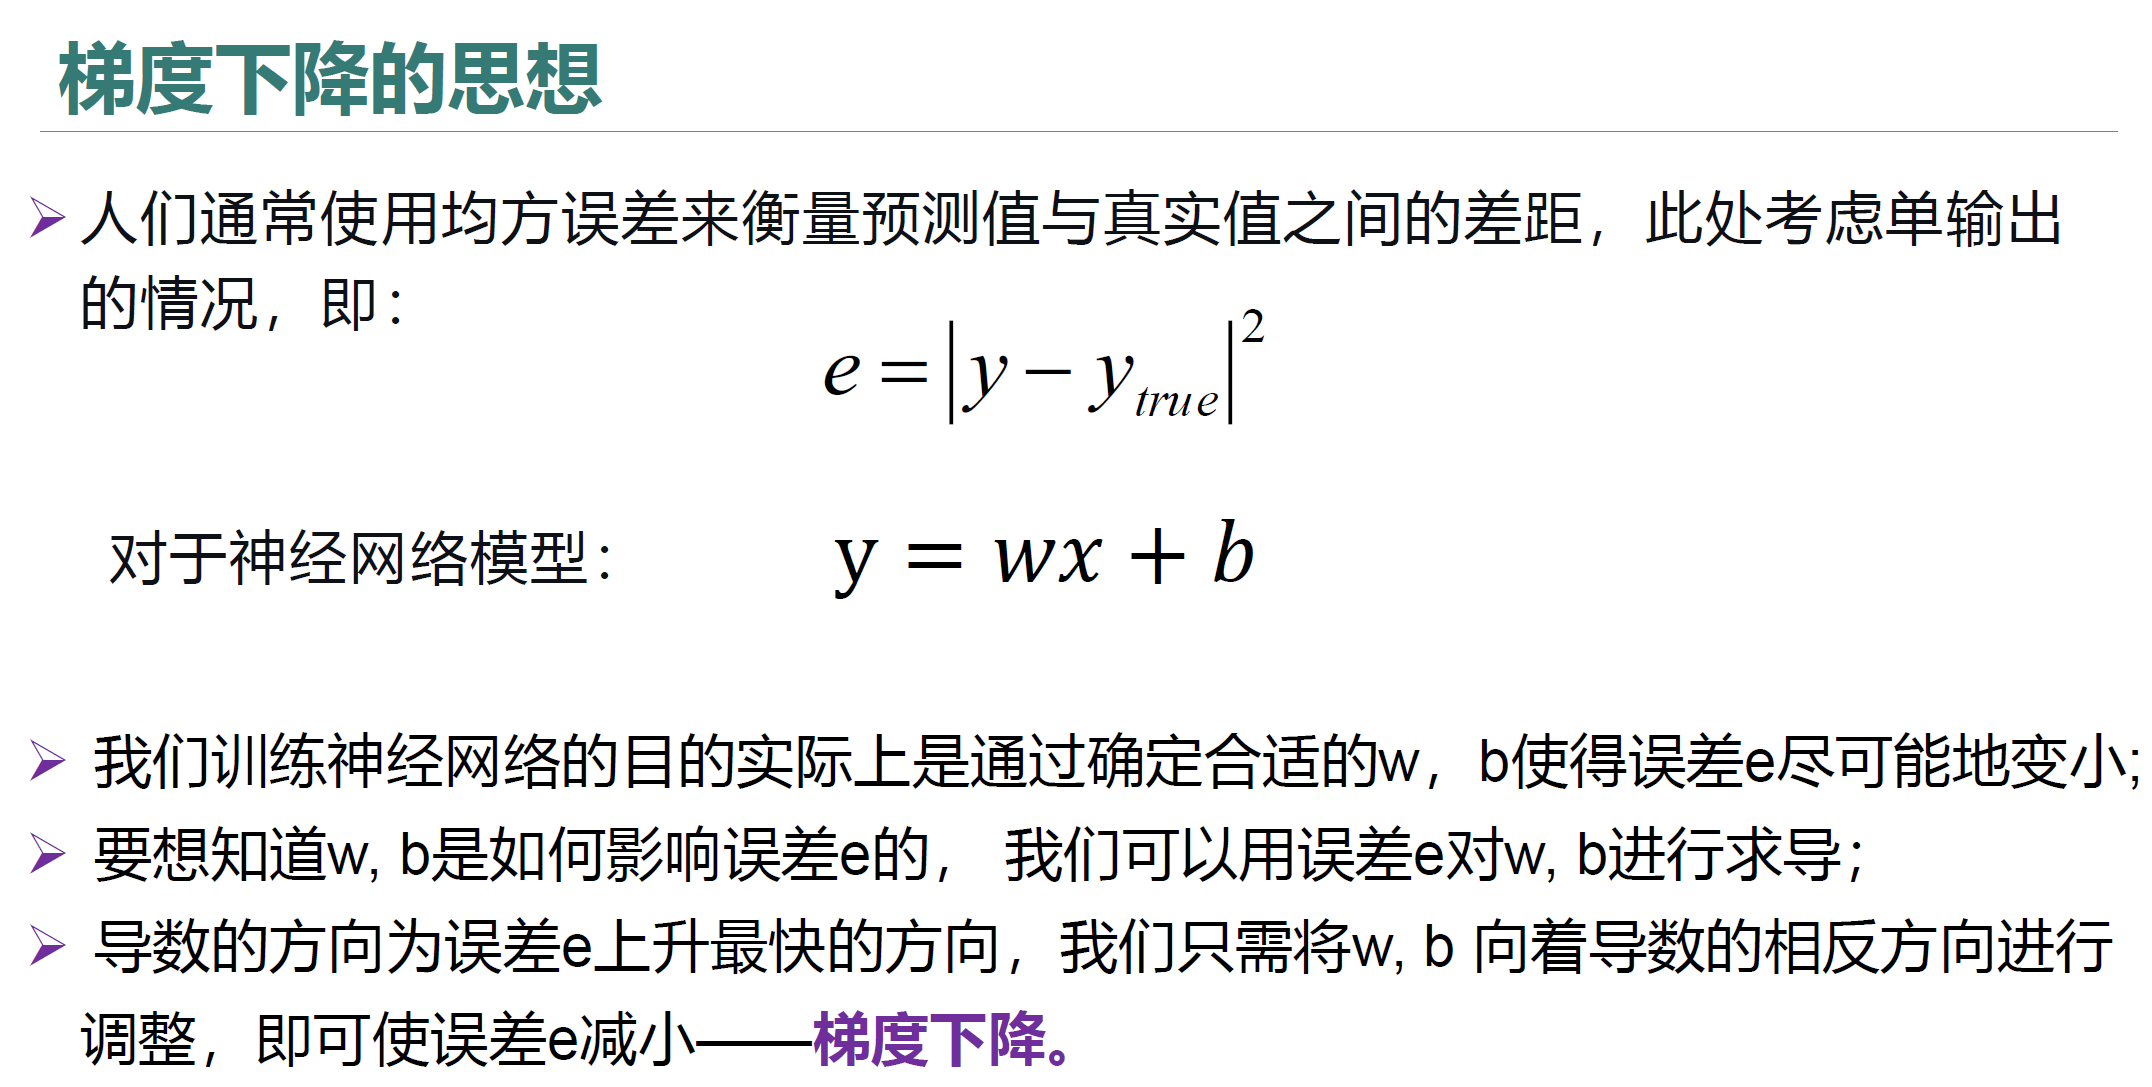 梯度下降的思想
人们通常使用均方误差来衡量预测值与真实值之间的差距，此处考虑单输出
的情况，即：
e = |y − y_true|²
对于神经网络模型： y = wx + b
我们训练神经网络的目的实际上是通过确定合适的w，b使得误差e尽可能地变小;
要想知道w, b是如何影响误差e的， 我们可以用误差e对w, b进行求导；
导数的方向为误差e上升最快的方向，我们只需将w, b 向着导数的相反方向进行
调整，即可使误差e减小——梯度下降。